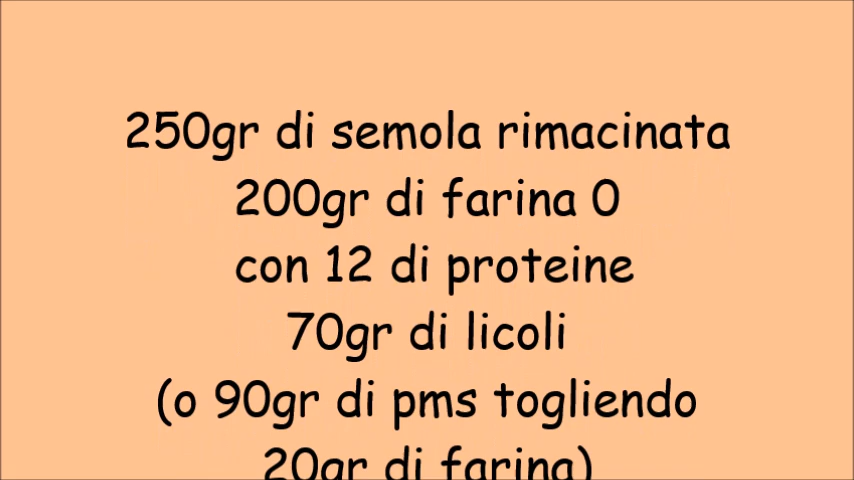 250gr di semola rimacinata
200gr di farina 0
con 12 di proteine
70gr di licoli
(o 90gr di pms togliendo
20gr di farina)